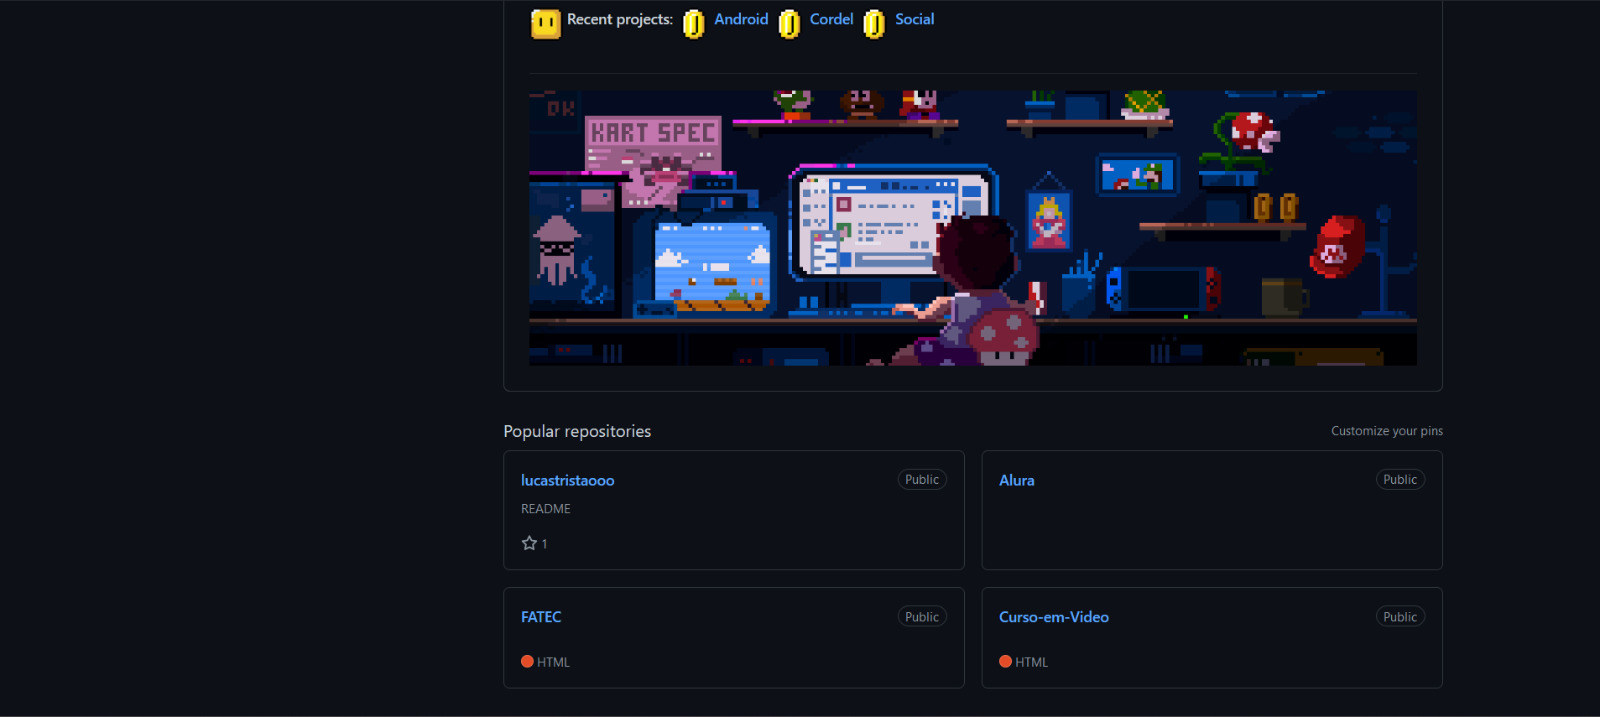 Recent projects: Android Cordel Social
DK
KART SPEC
Popular repositories
Customize your pins
lucastristaooo
Public
README
1
Alura
Public
FATEC
Public
HTML
Curso-em-Video
Public
HTML